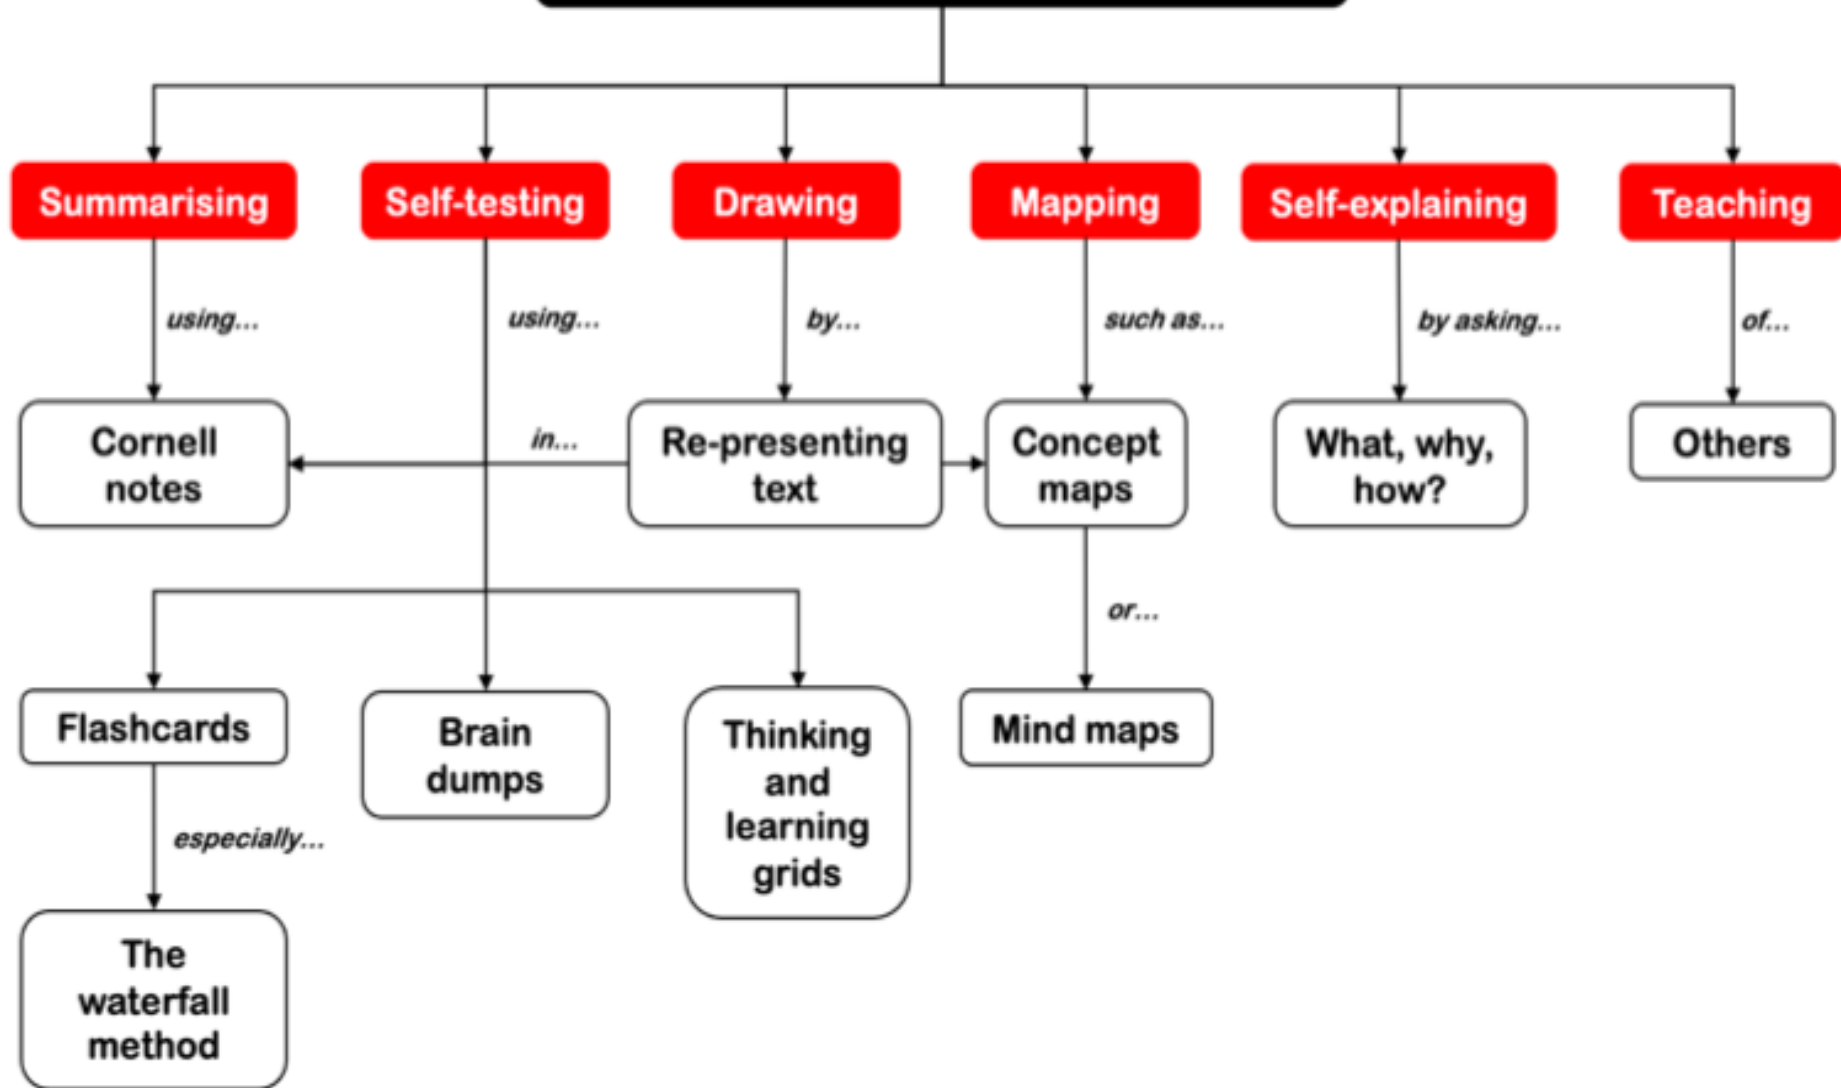 Summarising
Self-testing
Drawing
Mapping
Self-explaining
Teaching
using...
using...
by...
such as...
by asking...
of...
Cornell
notes
in...
Re-presenting
text
Concept
maps
What, why,
how?
Others
or...
Flashcards
Brain
dumps
Thinking
and
learning
grids
Mind maps
especially...
The
waterfall
method